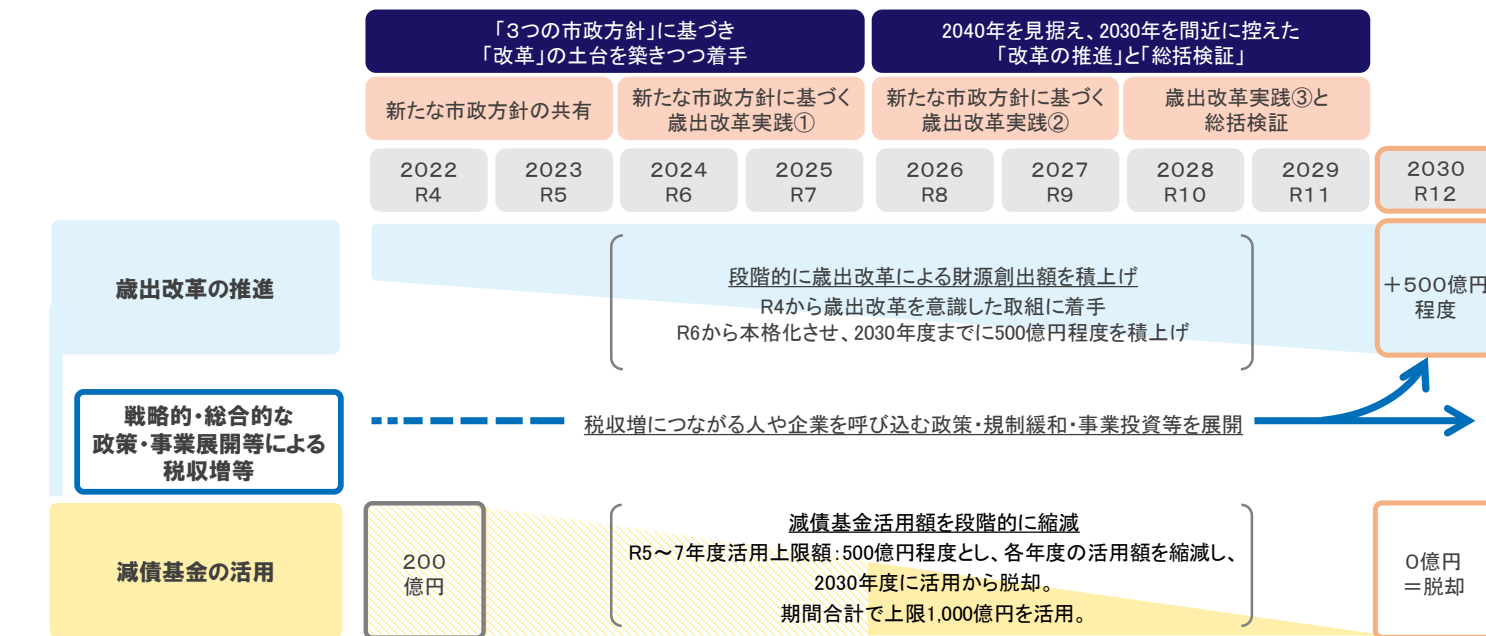 「３つの市政方針」に基づき
「改革」の土台を築きつつ着手
2040年を見据え、2030年を間近に控えた
「改革の推進」と「総括検証」
新たな市政方針の共有
新たな市政方針に基づく
歳出改革実践①
新たな市政方針に基づく
歳出改革実践②
歳出改革実践③と
総括検証
2022
R4
2023
R5
2024
R6
2025
R7
2026
R8
2027
R9
2028
R10
2029
R11
2030
R12
歳出改革の推進
段階的に歳出改革による財源創出額を積上げ
R4から歳出改革を意識した取組に着手
R6から本格化させ、2030年度までに500億円程度を積上げ
＋500億円
程度
戦略的・総合的な
政策・事業展開等による
税収増等
税収増につながる人や企業を呼び込む政策・規制緩和・事業投資等を展開
減債基金の活用
200
億円
減債基金活用額を段階的に縮減
R5～7年度活用上限額：500億円程度とし、各年度の活用額を縮減し、
2030年度に活用から脱却。
期間合計で上限1,000億円を活用。
0億円
＝脱却